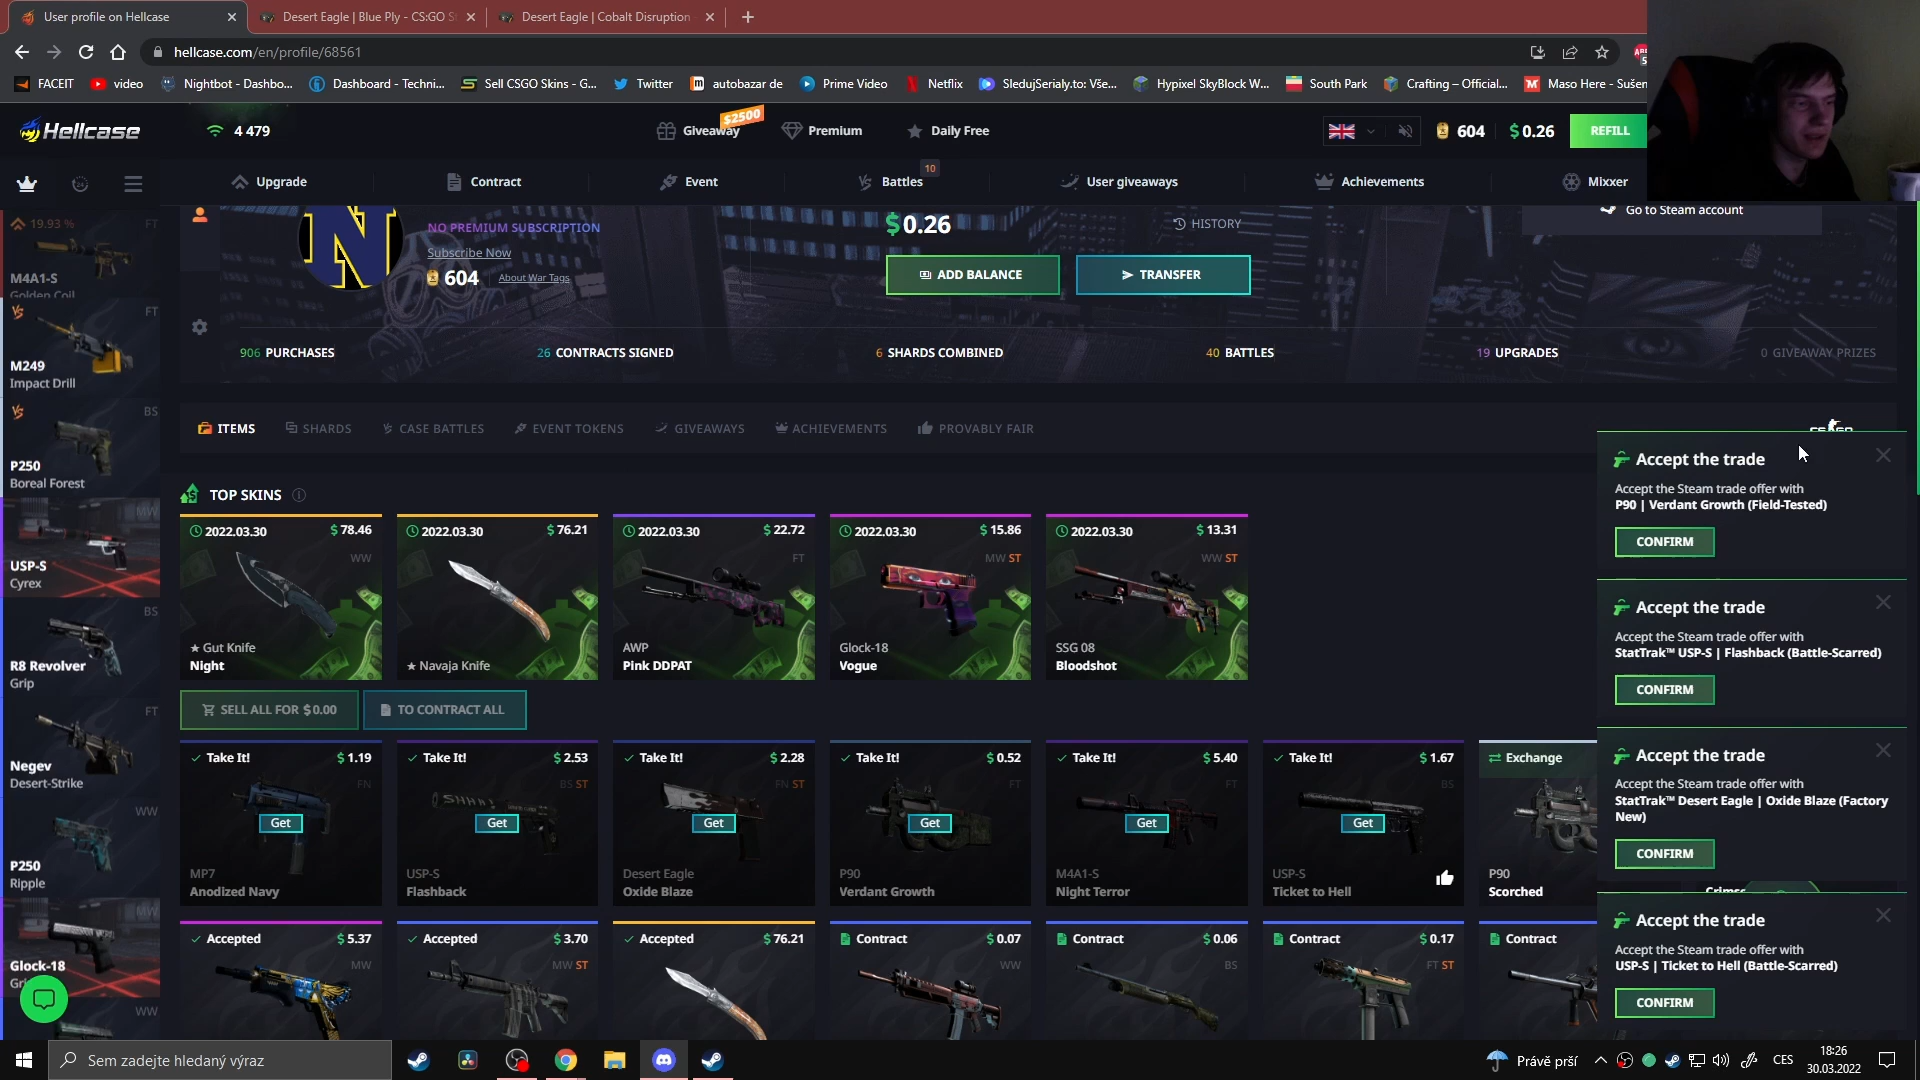 User profile on Hellcase
Desert Eagle | Blue Ply - CS:GO S
Desert Eagle | Cobalt Disruption
hellcase.com/en/profile/68561
FACEIT
video
Nightbot - Dashbo...
Dashboard - Techni...
Sell CSGO Skins - G...
Twitter
autobazar de
Prime Video
Netflix
SledujSerialy.to: Vše...
Hypixel SkyBlock W...
South Park
Crafting – Official...
Maso Here - Sušen
Hellcase
4 479
Giveaway
$2500
Premium
Daily Free
604
$ 0.26
REFILL
Upgrade
Contract
Event
Battles
10
User giveaways
Achievements
Mixxer
Go to Steam account
19.93 %
FT
M4A1-S
Golden Coil
FT
M249
Impact Drill
BS
P250
Boreal Forest
MW
USP-S
Cyrex
BS
R8 Revolver
Grip
FT
Negev
Desert-Strike
WW
P250
Ripple
MW
Glock-18
WW
NO PREMIUM SUBSCRIPTION
Subscribe Now
604
About War Tags
$0.26
HISTORY
ADD BALANCE
TRANSFER
906 PURCHASES
26 CONTRACTS SIGNED
6 SHARDS COMBINED
40 BATTLES
19 UPGRADES
0 GIVEAWAY PRIZES
ITEMS
SHARDS
CASE BATTLES
EVENT TOKENS
GIVEAWAYS
ACHIEVEMENTS
PROVABLY FAIR
TOP SKINS
2022.03.30
$ 78.46
WW
★ Gut Knife
Night
2022.03.30
$ 76.21
★ Navaja Knife
2022.03.30
$ 22.72
FT
AWP
Pink DDPAT
2022.03.30
$ 15.86
MW ST
Glock-18
Vogue
2022.03.30
$ 13.31
WW ST
SSG 08
Bloodshot
SELL ALL FOR $0.00
TO CONTRACT ALL
Take It!
$ 1.19
FN
Get
MP7
Anodized Navy
Take It!
$ 2.53
BS ST
Get
USP-S
Flashback
Take It!
$ 2.28
FN ST
Get
Desert Eagle
Oxide Blaze
Take It!
$ 0.52
FT
Get
P90
Verdant Growth
Take It!
$ 5.40
FT
Get
M4A1-S
Night Terror
Take It!
$ 1.67
BS
Get
USP-S
Ticket to Hell
Exchange
P90
Scorched
Accepted
$ 5.37
MW
Accepted
$ 3.70
MW ST
Accepted
$ 76.21
Contract
$ 0.07
WW
Contract
$ 0.06
BS
Contract
$ 0.17
FT ST
Contract
Accept the trade
Accept the Steam trade offer with
P90 | Verdant Growth (Field-Tested)
CONFIRM
Accept the trade
Accept the Steam trade offer with
StatTrak™ USP-S | Flashback (Battle-Scarred)
CONFIRM
Accept the trade
Accept the Steam trade offer with
StatTrak™ Desert Eagle | Oxide Blaze (Factory
New)
CONFIRM
Accept the trade
Accept the Steam trade offer with
USP-S | Ticket to Hell (Battle-Scarred)
CONFIRM
Sem zadejte hledaný výraz
Právě prší
CES
18:26
30.03.2022